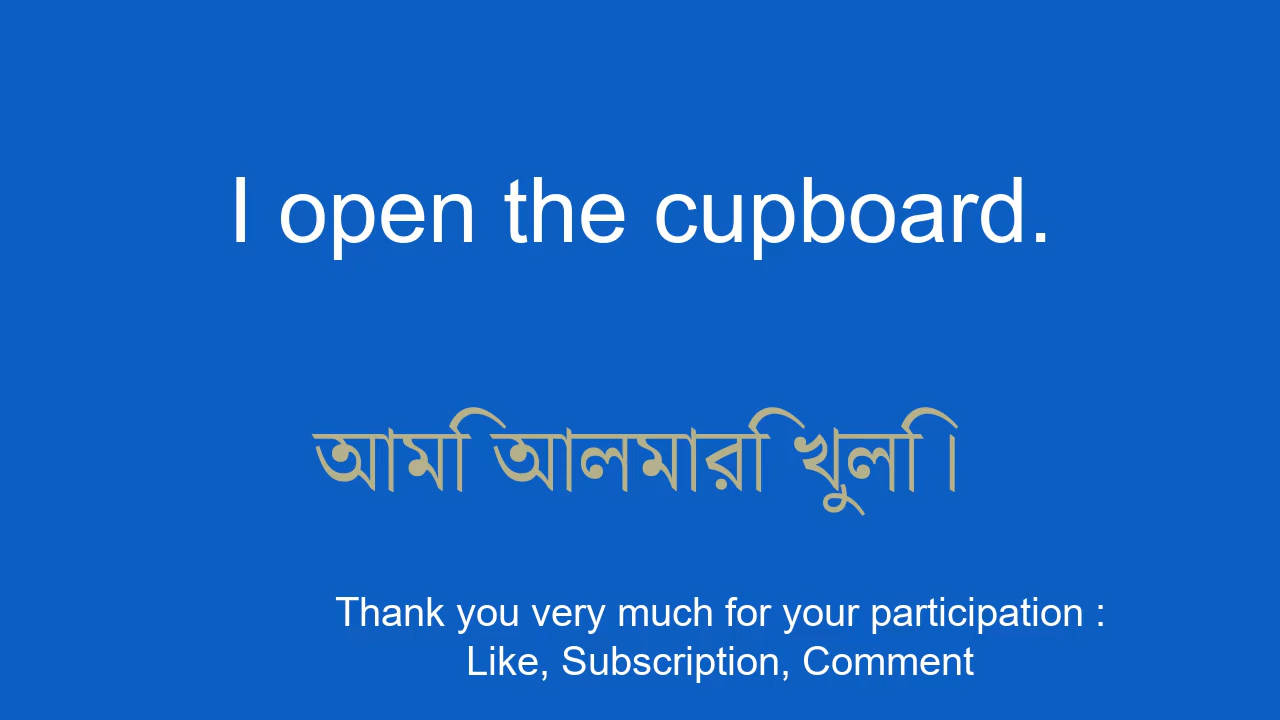 I open the cupboard.
আমি আলমারি খুলি।
Thank you very much for your participation :
Like, Subscription, Comment